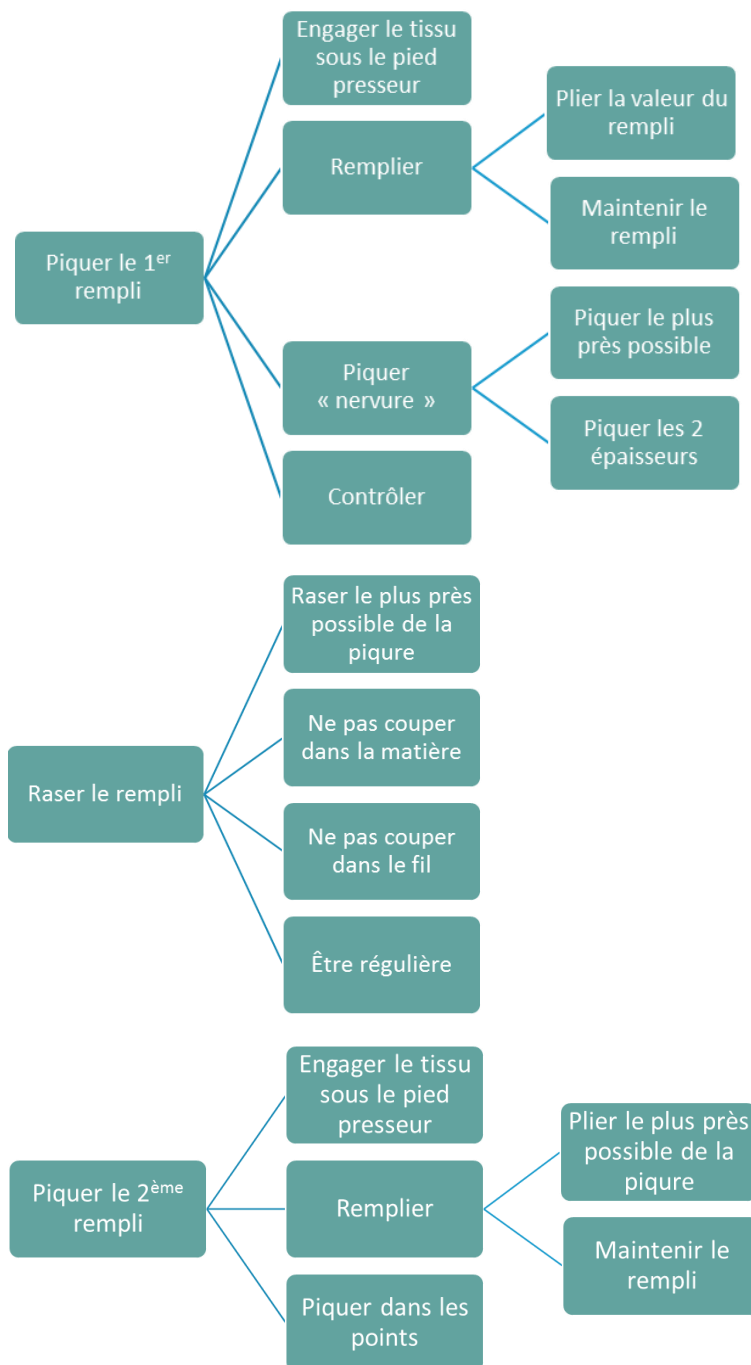 Piquer le 1er
rempli
Engager le tissu
sous le pied
presseur
Remplier
Plier la valeur du
rempli
Maintenir le
rempli
Piquer
« nervure »
Piquer le plus
près possible
Piquer les 2
épaisseurs
Contrôler
Raser le rempli
Raser le plus près
possible de la
piqure
Ne pas couper
dans la matière
Ne pas couper
dans le fil
Être régulière
Piquer le 2ème
rempli
Engager le tissu
sous le pied
presseur
Remplier
Plier le plus près
possible de la
piqure
Maintenir le
rempli
Piquer dans les
points